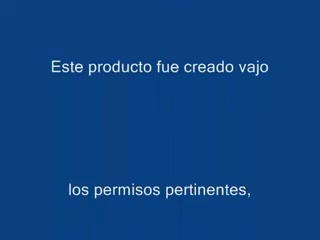 Este producto fue creado vajo
los permisos pertinentes,